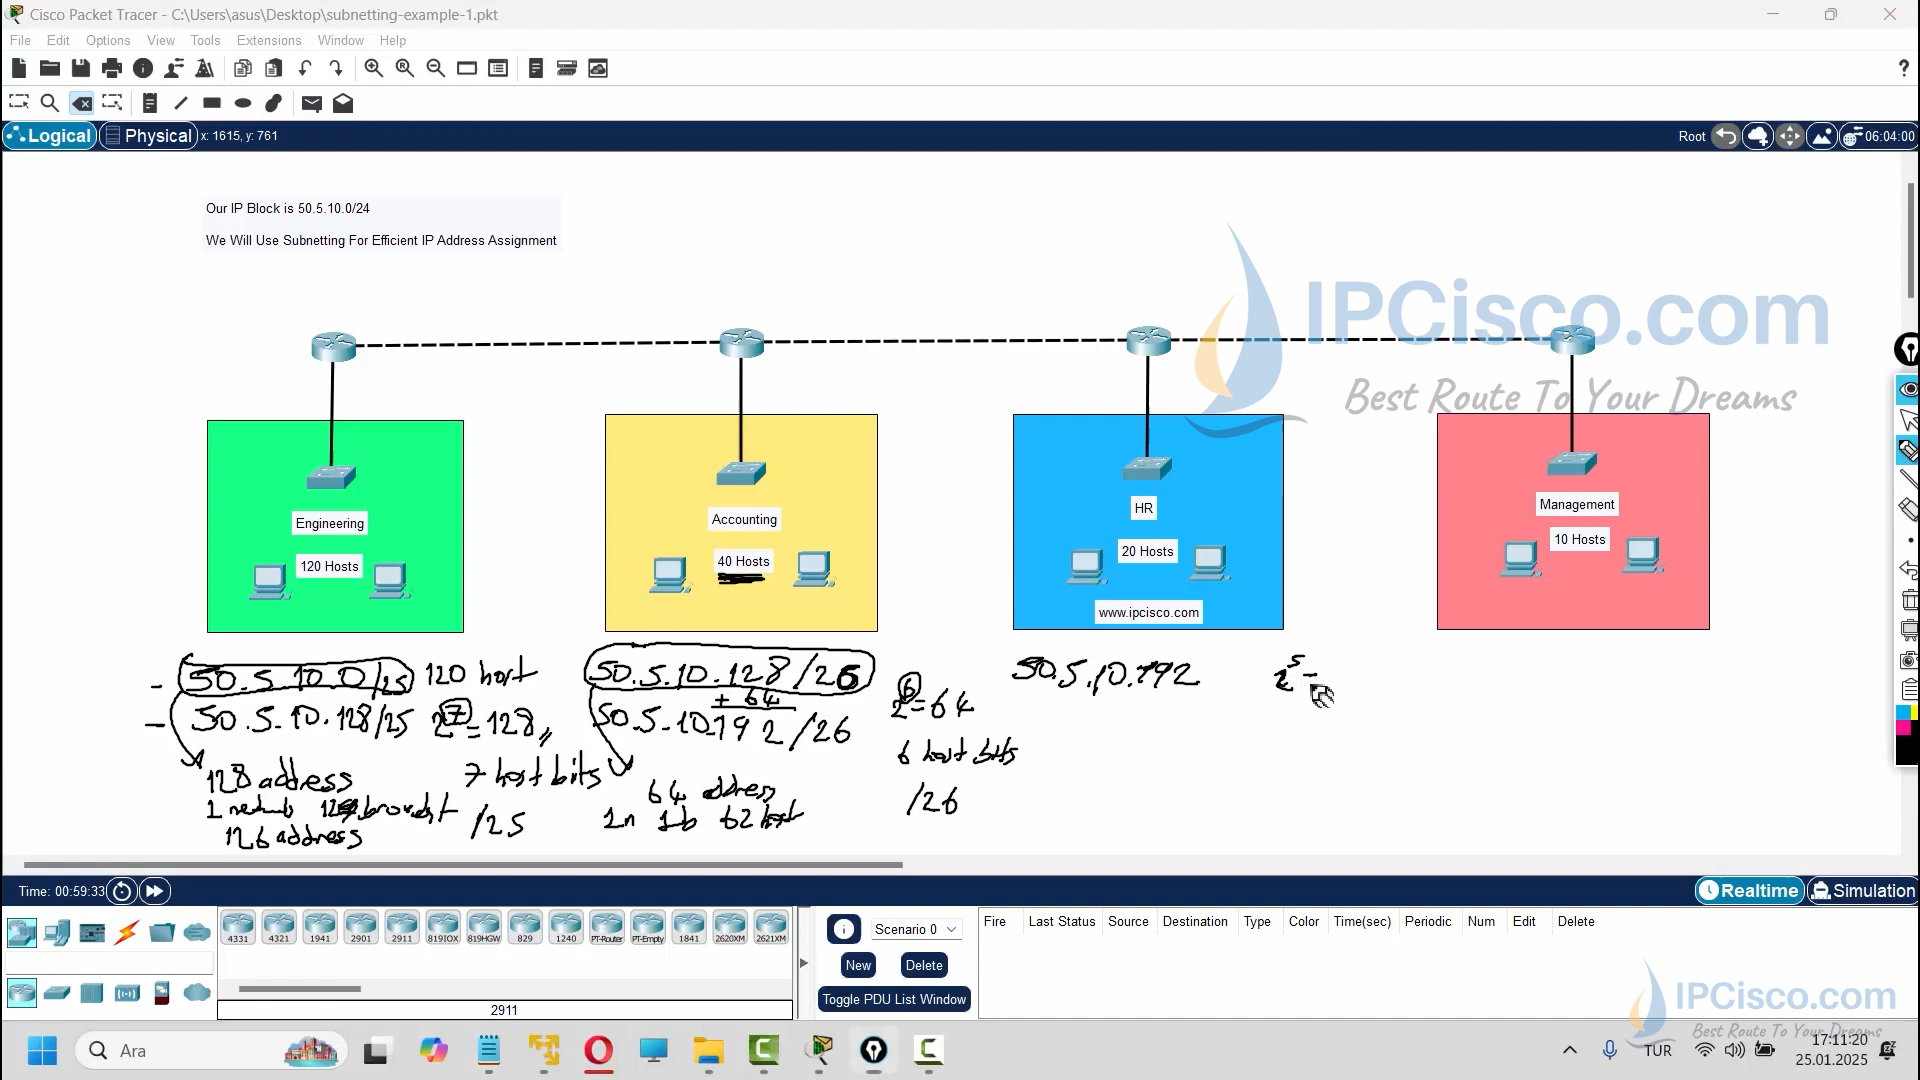 Cisco Packet Tracer - C:\Users\asus\Desktop\subnetting-example-1.pkt
File Edit Options View Tools Extensions Window Help
Logical Physical x: 1615, y: 761 Root 06:04:00
Our IP Block is 50.5.10.0/24
We Will Use Subnetting For Efficient IP Address Assignment
IPCisco.com
Best Route To Your Dreams
Engineering
120 Hosts
Accounting
40 Hosts
HR
20 Hosts
www.ipcisco.com
Management
10 Hosts
- 50.5.10.0/25 120 host
- 50.5.10.128/25 2^7=128
7 host bits
/25
128 address
126 address
50.5.10.128/26
+ 64
50.5.10.192/26
64 address
1n 1b 62 host
2^6=64
6 host bits
/26
50.5.10.192
2^5=
Time: 00:59:33 Realtime Simulation
4331 4321 1941 2901 2911 819IOX 819HGW 829 1240 PT-Router PT-Empty 1841 2620XM 2621XM
2911
Scenario 0
New Delete
Toggle PDU List Window
Fire Last Status Source Destination Type Color Time(sec) Periodic Num Edit Delete
IPCisco.com
Best Route To Your Dreams
Ara
TUR
17:11:20
25.01.2025